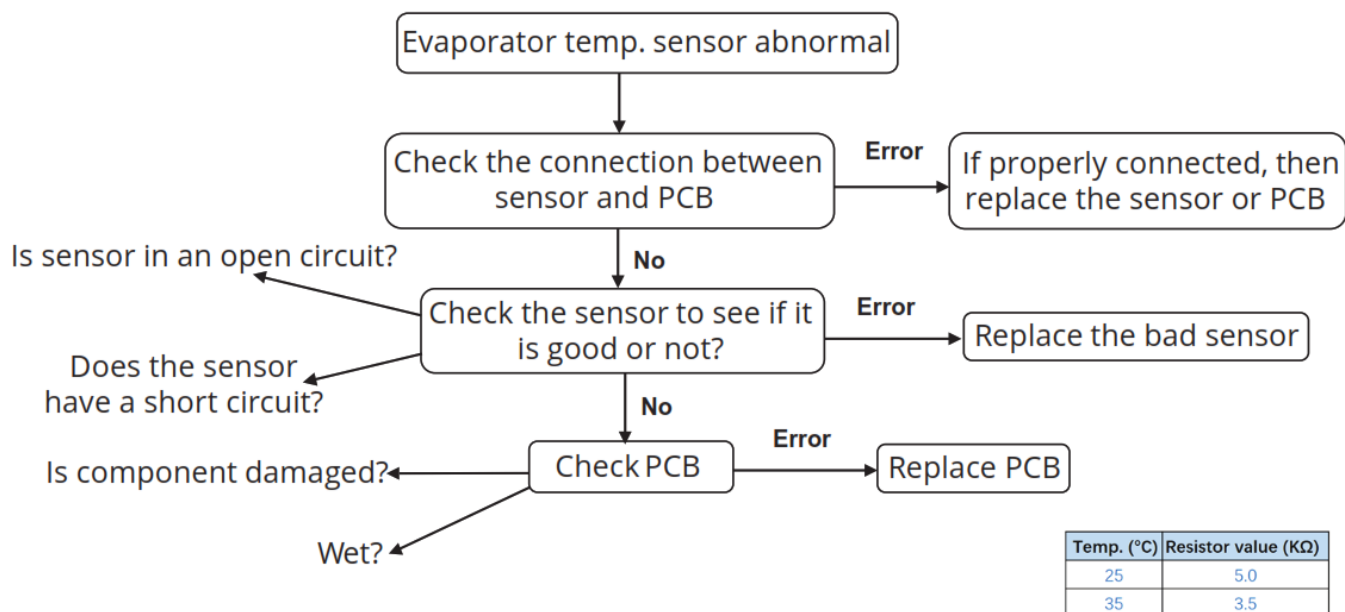 Evaporator temp. sensor abnormal
Check the connection between
sensor and PCB
Error
If properly connected, then
replace the sensor or PCB
No
Is sensor in an open circuit?
Check the sensor to see if it
is good or not?
Error
Replace the bad sensor
Does the sensor
have a short circuit?
No
Check PCB
Error
Replace PCB
Is component damaged?
Wet?
Temp. (°C) Resistor value (KΩ)
25 5.0
35 3.5